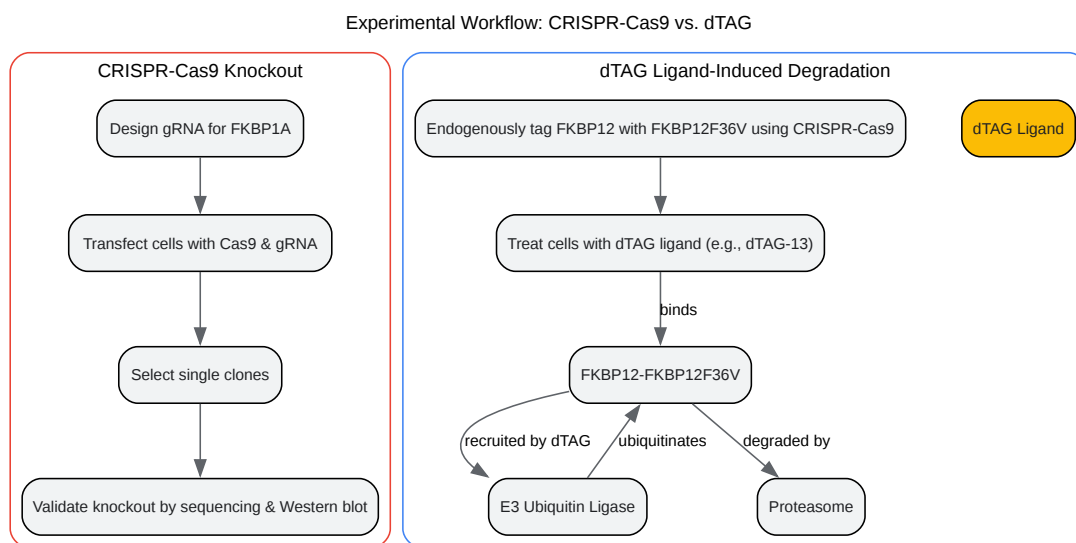 Experimental Workflow: CRISPR-Cas9 vs. dTAG
CRISPR-Cas9 Knockout
Design gRNA for FKBP1A
Transfect cells with Cas9 & gRNA
Select single clones
Validate knockout by sequencing & Western blot
dTAG Ligand-Induced Degradation
Endogenously tag FKBP12 with FKBP12F36V using CRISPR-Cas9
dTAG Ligand
Treat cells with dTAG ligand (e.g., dTAG-13)
binds
FKBP12-FKBP12F36V
recruited by dTAG
ubiquitinates
degraded by
E3 Ubiquitin Ligase
Proteasome